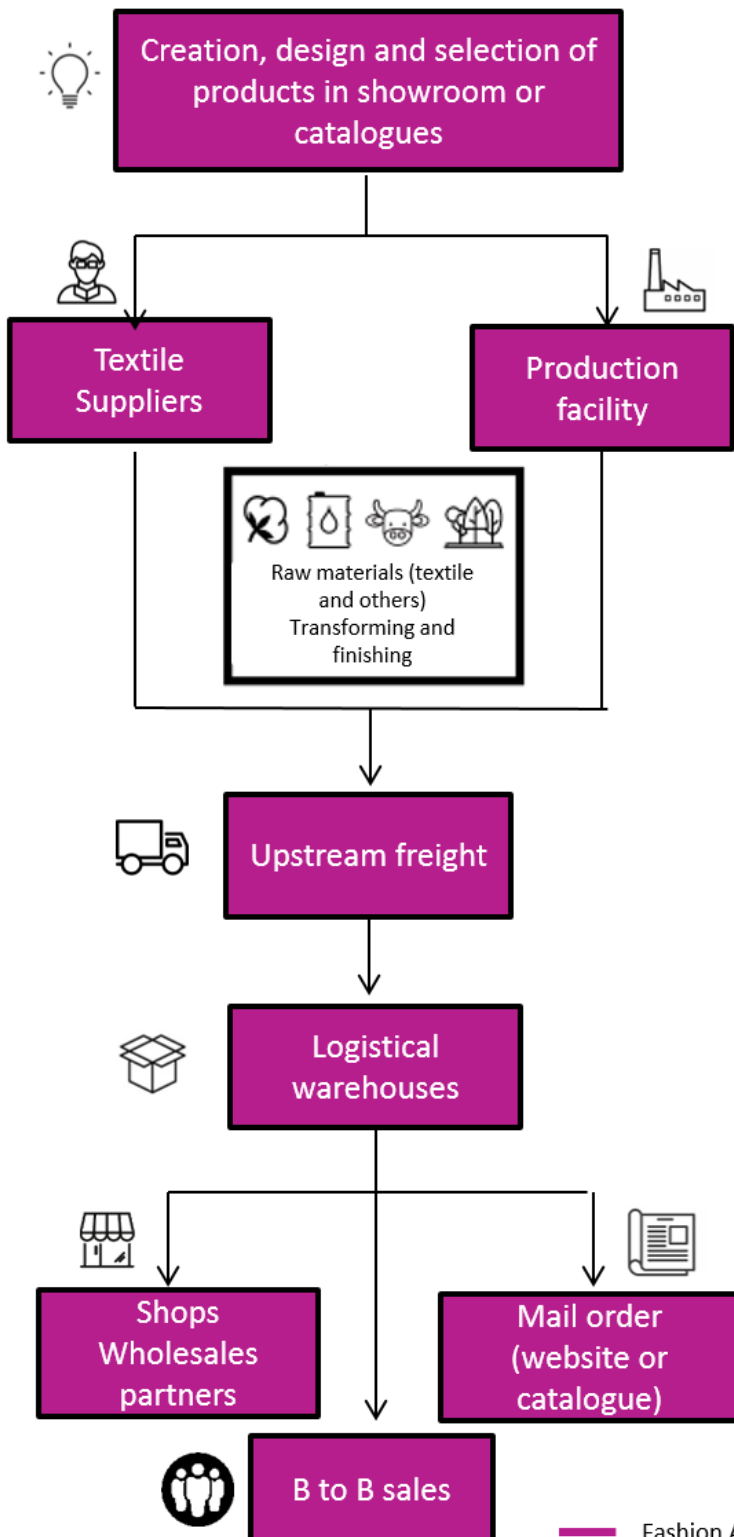 Creation, design and selection of
products in showroom or
catalogues
Textile
Suppliers
Production
facility
Raw materials (textile
and others)
Transforming and
finishing
Upstream freight
Logistical
warehouses
Shops
Wholesales
partners
Mail order
(website or
catalogue)
B to B sales
Fashion